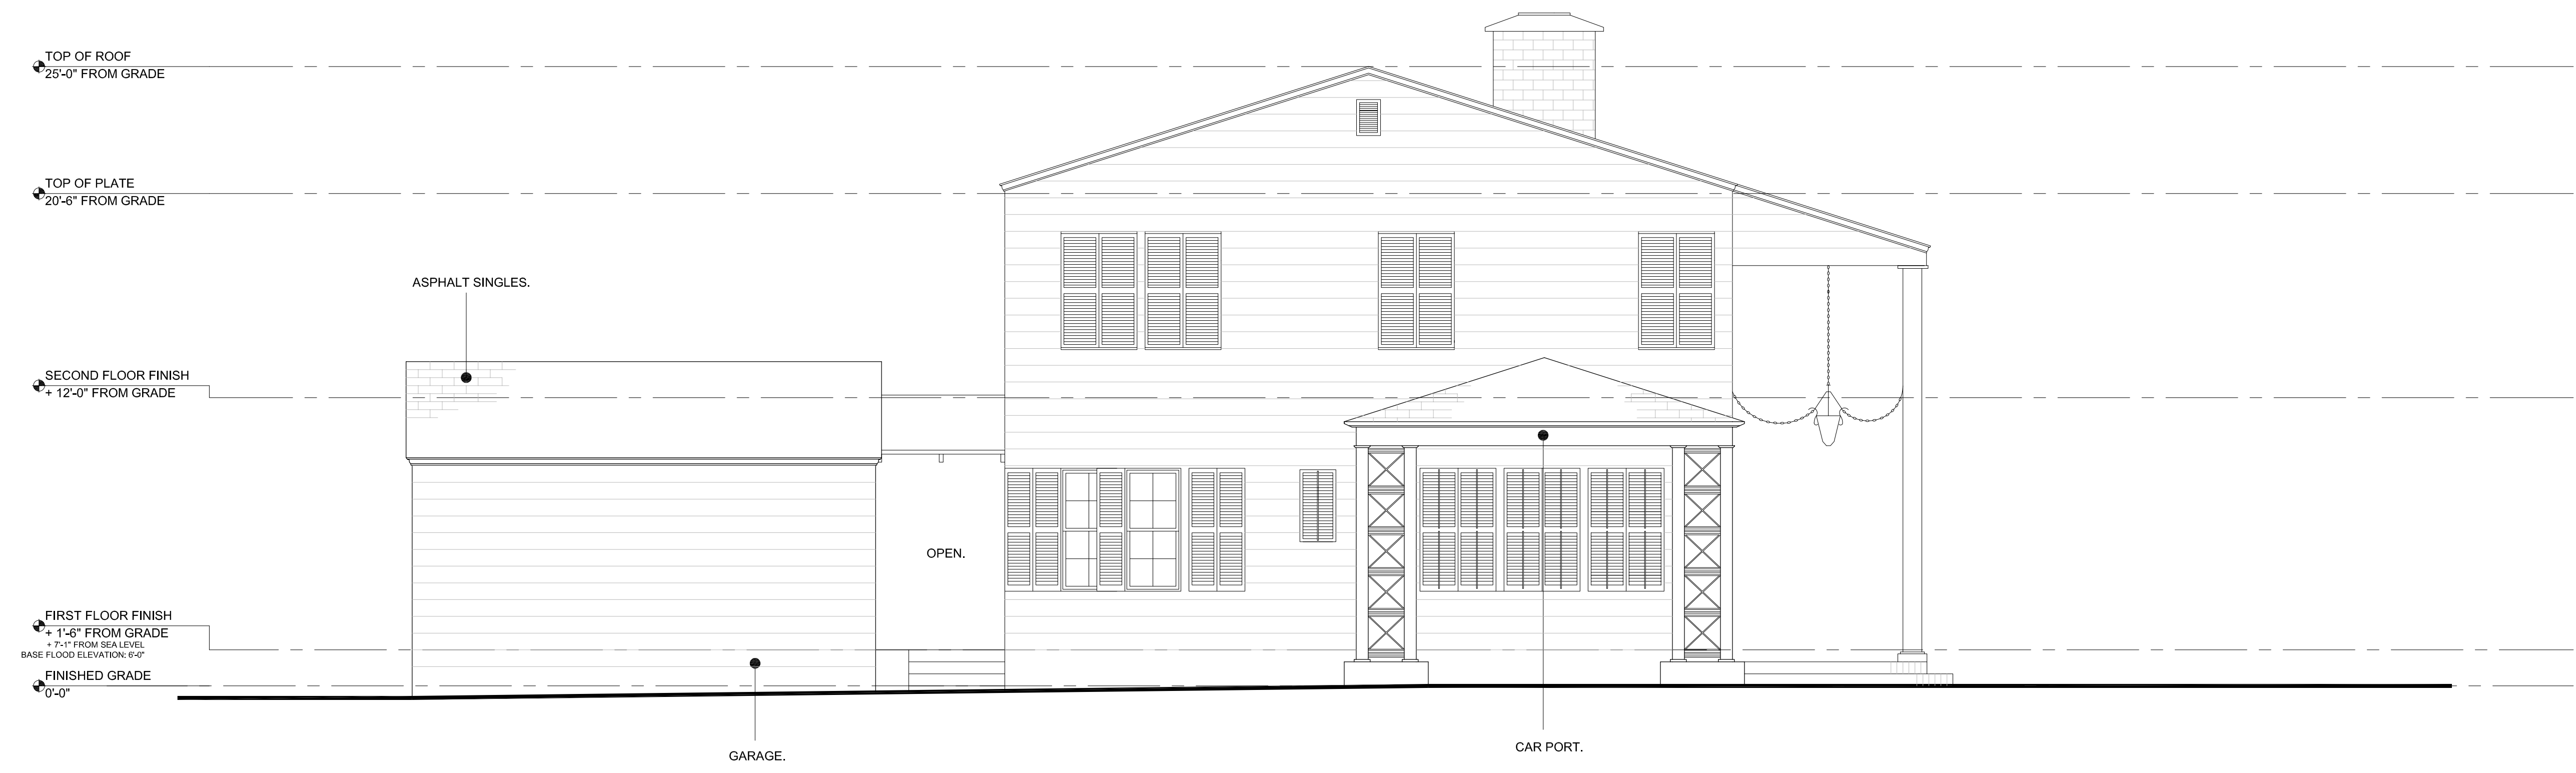 TOP OF ROOF
25'-0" FROM GRADE
TOP OF PLATE
20'-6" FROM GRADE
ASPHALT SINGLES.
SECOND FLOOR FINISH
+ 12'-0" FROM GRADE
OPEN.
FIRST FLOOR FINISH
+ 1'-6" FROM GRADE
+ 7'-1" FROM SEA LEVEL
BASE FLOOD ELEVATION: 6'-0"
FINISHED GRADE
0'-0"
GARAGE.
CAR PORT.